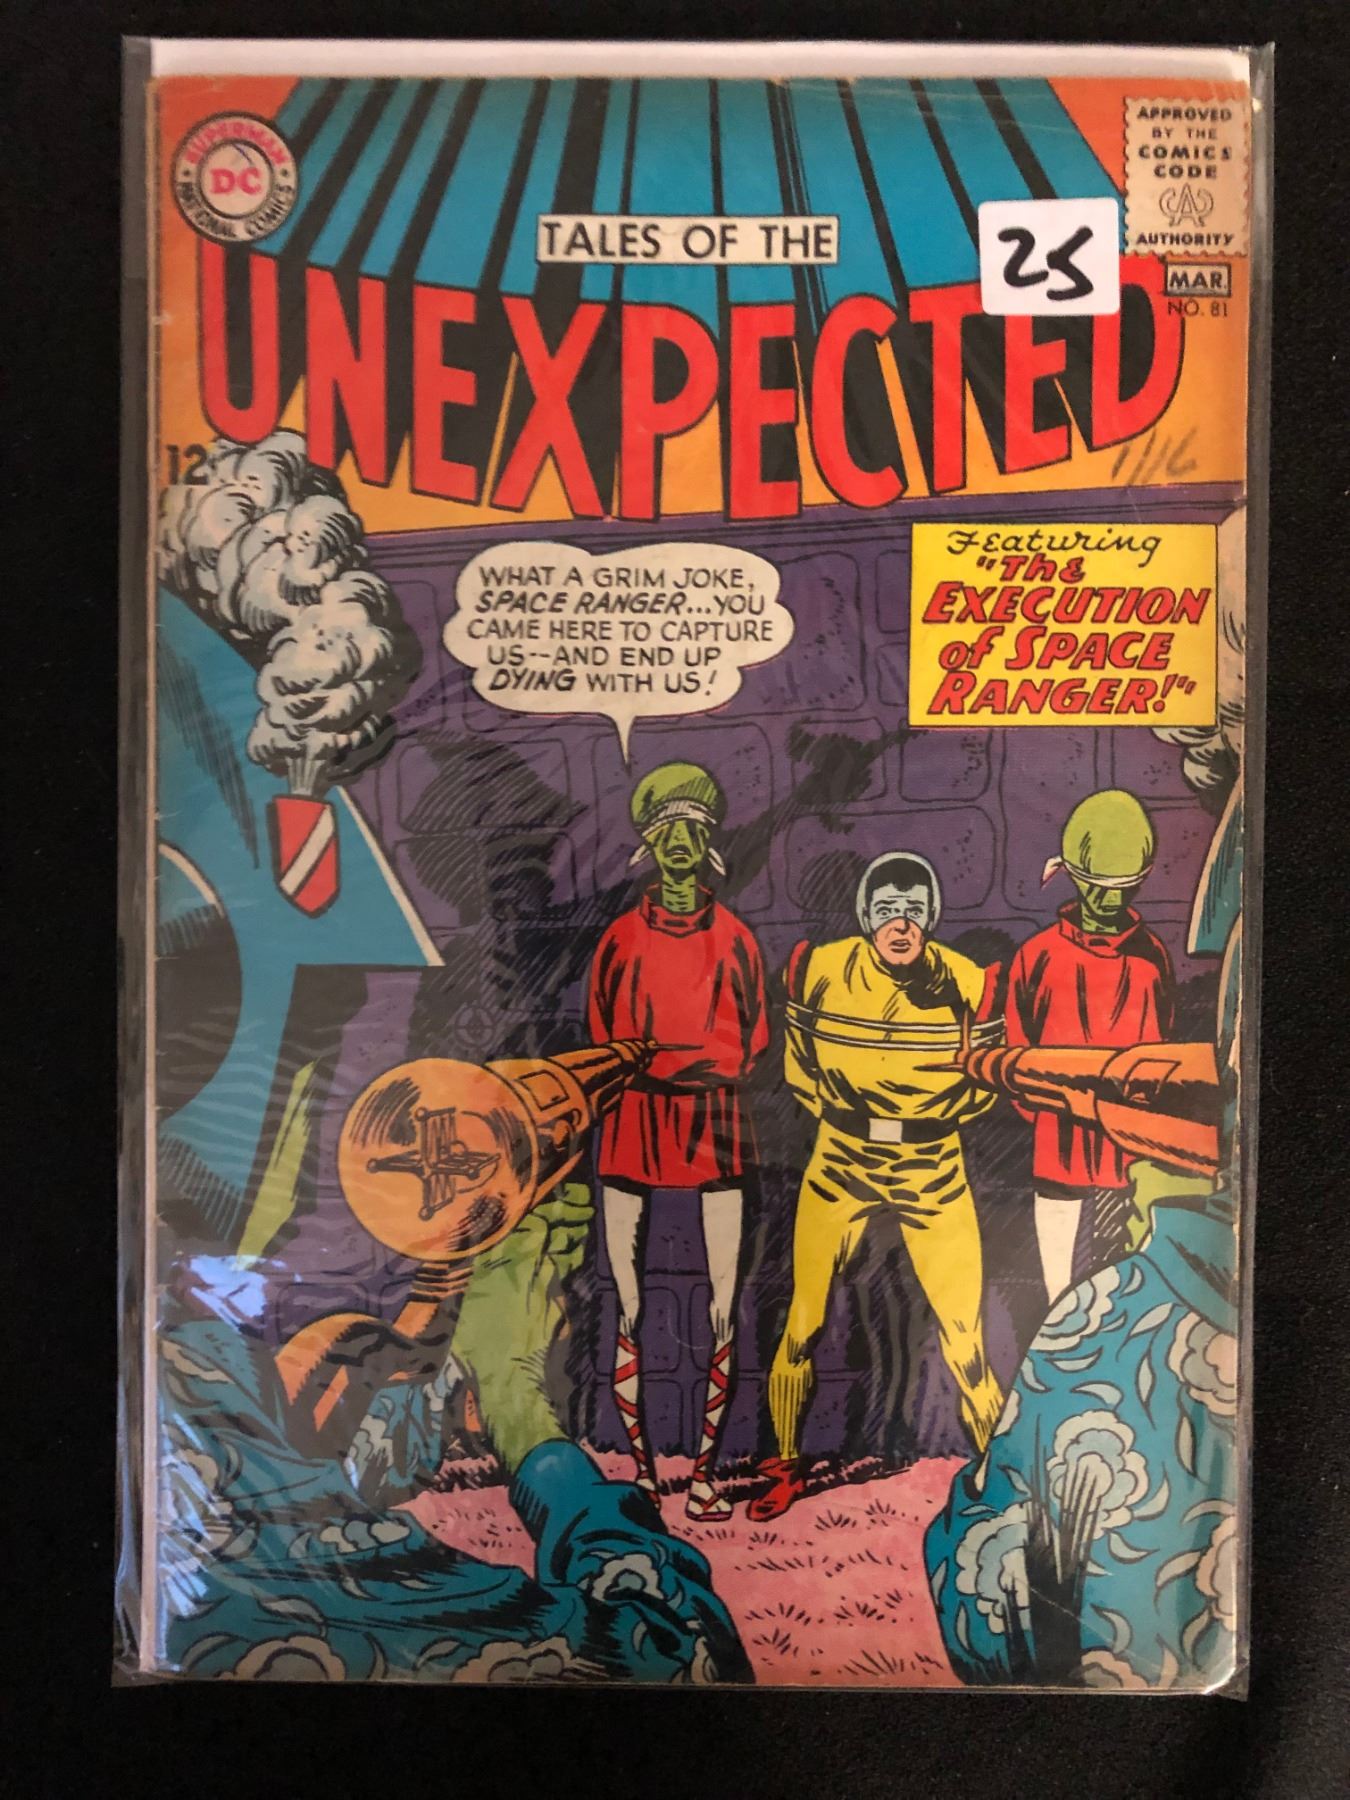 SUPERMAN
DC
NATIONAL COMICS
APPROVED
BY THE
COMICS
CODE
AUTHORITY
TALES OF THE
25
MAR.
NO. 81
UNEXPECTED
12
1/16
Featuring
"The
EXECUTION
of SPACE
RANGER!"
WHAT A GRIM JOKE,
SPACE RANGER...YOU
CAME HERE TO CAPTURE
US--AND END UP
DYING WITH US!